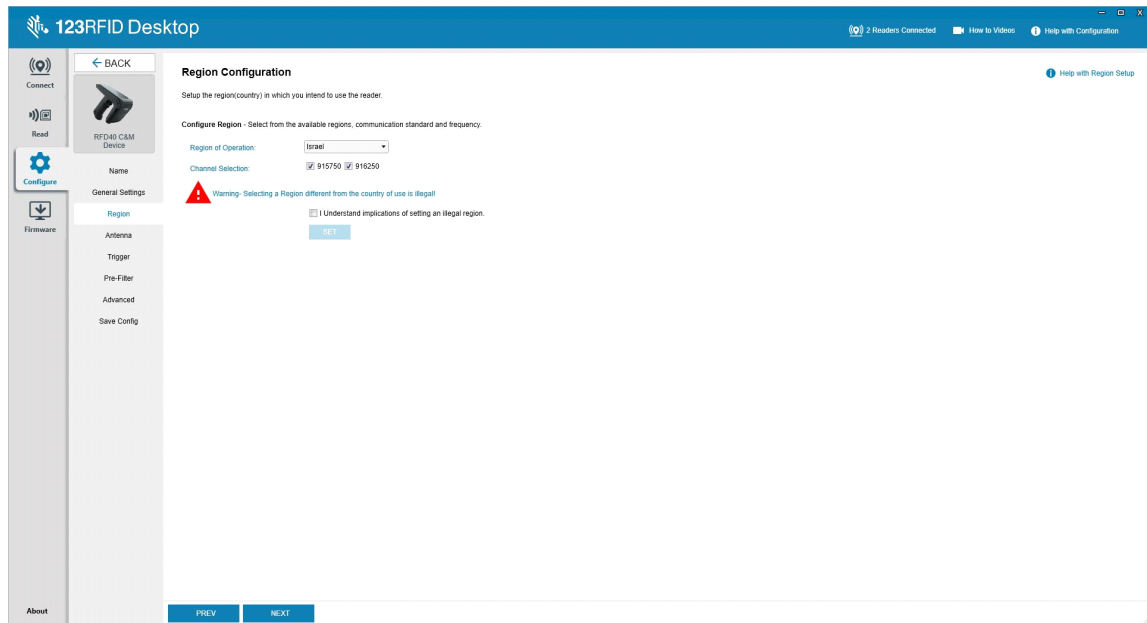 123RFID Desktop
2 Readers Connected
How to Videos
Help with Configuration
X
Connect
Read
Configure
Firmware
About
BACK
RFD40 C&M
Device
Name
General Settings
Region
Antenna
Trigger
Pre-Filter
Advanced
Save Config
Region Configuration
Help with Region Setup
Setup the region(country) in which you intend to use the reader.
Configure Region - Select from the available regions, communication standard and frequency.
Region of Operation: Israel
Channel Selection: 915750 916250
Warning- Selecting a Region different from the country of use is illegal!
I Understand implications of setting an illegal region.
SET
PREV NEXT